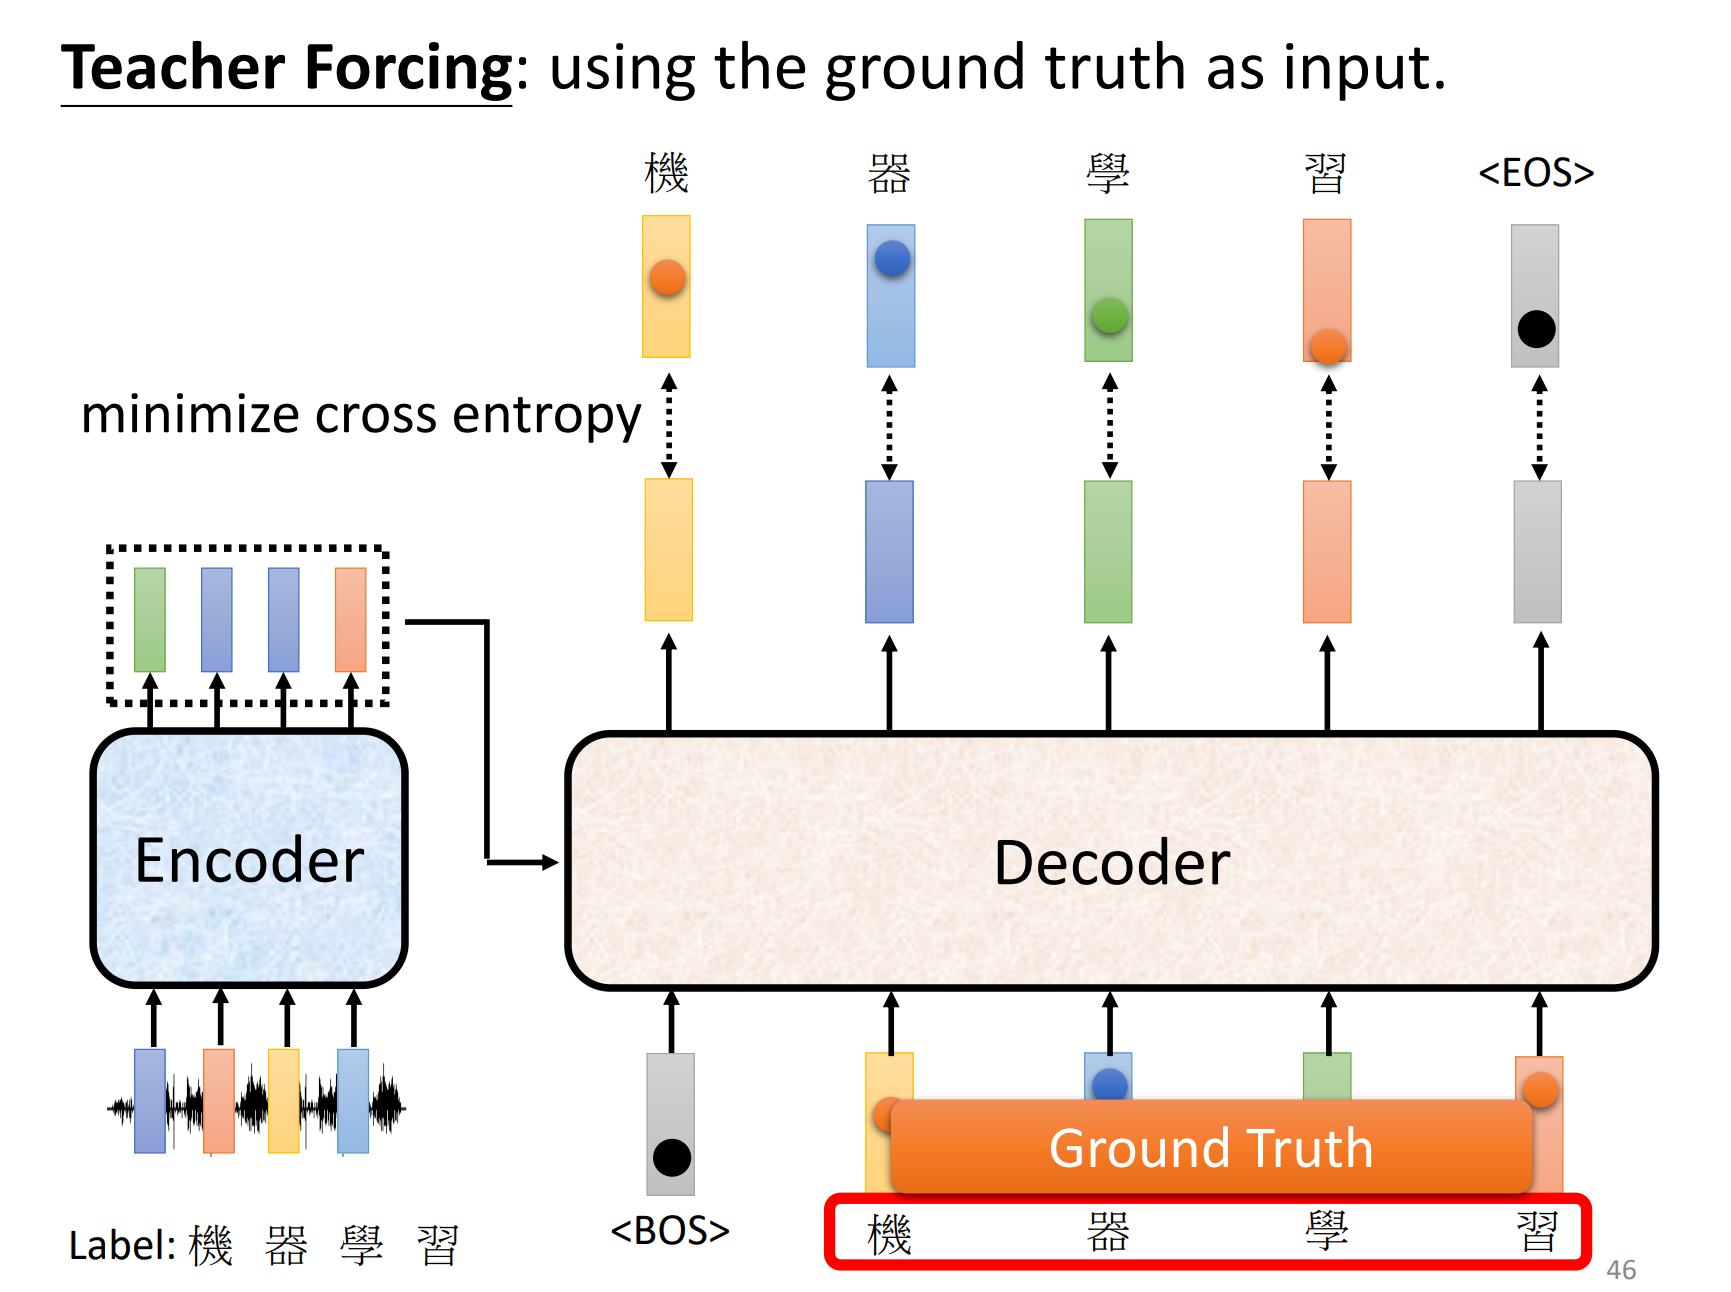 Teacher Forcing: using the ground truth as input.
機 器 學 習 <EOS>
minimize cross entropy
Encoder
Decoder
Ground Truth
Label: 機 器 學 習
<BOS> 機 器 學 習
46